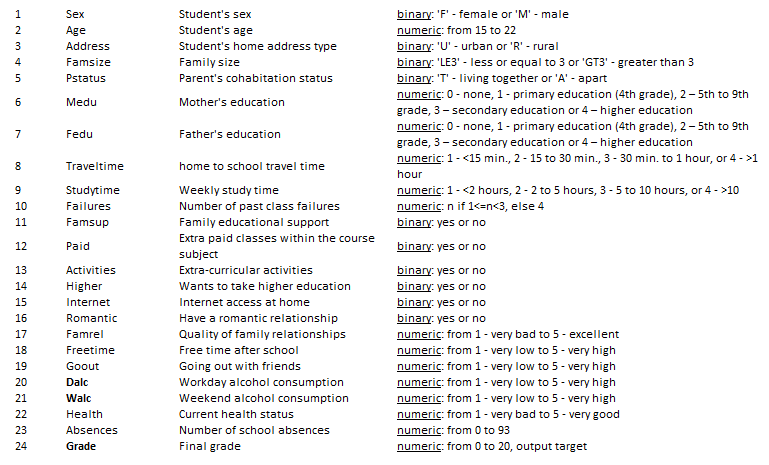 1 Sex Student's sex binary: 'F' - female or 'M' - male
2 Age Student's age numeric: from 15 to 22
3 Address Student's home address type binary: 'U' - urban or 'R' - rural
4 Famsize Family size binary: 'LE3' - less or equal to 3 or 'GT3' - greater than 3
5 Pstatus Parent's cohabitation status binary: 'T' - living together or 'A' - apart
6 Medu Mother's education numeric: 0 - none, 1 - primary education (4th grade), 2 – 5th to 9th
grade, 3 – secondary education or 4 – higher education
7 Fedu Father's education numeric: 0 - none, 1 - primary education (4th grade), 2 – 5th to 9th
grade, 3 – secondary education or 4 – higher education
8 Traveltime home to school travel time numeric: 1 - <15 min., 2 - 15 to 30 min., 3 - 30 min. to 1 hour, or 4 - >1
hour
9 Studytime Weekly study time numeric: 1 - <2 hours, 2 - 2 to 5 hours, 3 - 5 to 10 hours, or 4 - >10
10 Failures Number of past class failures numeric: n if 1<=n<3, else 4
11 Famsup Family educational support binary: yes or no
12 Paid Extra paid classes within the course
subject binary: yes or no
13 Activities Extra-curricular activities binary: yes or no
14 Higher Wants to take higher education binary: yes or no
15 Internet Internet access at home binary: yes or no
16 Romantic Have a romantic relationship binary: yes or no
17 Famrel Quality of family relationships numeric: from 1 - very bad to 5 - excellent
18 Freetime Free time after school numeric: from 1 - very low to 5 - very high
19 Goout Going out with friends numeric: from 1 - very low to 5 - very high
20 Dalc Workday alcohol consumption numeric: from 1 - very low to 5 - very high
21 Walc Weekend alcohol consumption numeric: from 1 - very low to 5 - very high
22 Health Current health status numeric: from 1 - very bad to 5 - very good
23 Absences Number of school absences numeric: from 0 to 93
24 Grade Final grade numeric: from 0 to 20, output target